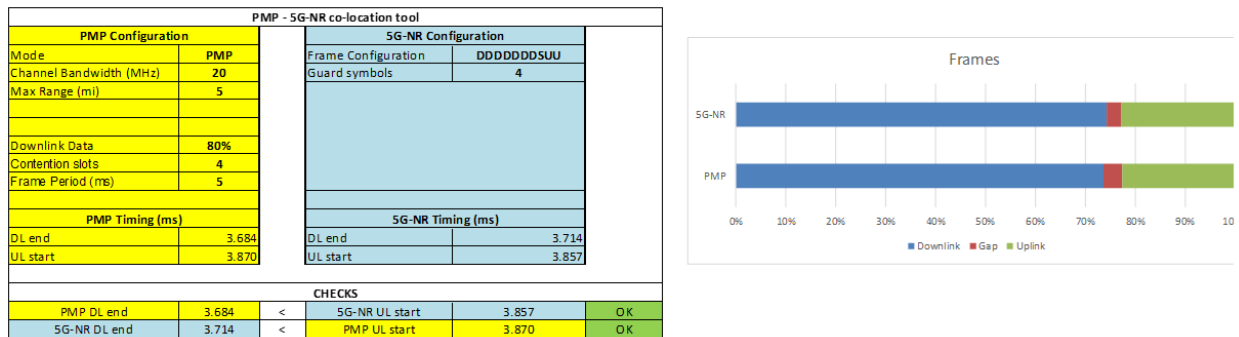 PMP - 5G-NR co-location tool
PMP Configuration 5G-NR Configuration
Mode PMP Frame Configuration DDDDDDDSUU
Channel Bandwidth (MHz) 20 Guard symbols 4
Max Range (mi) 5
Downlink Data 80%
Contention slots 4
Frame Period (ms) 5
PMP Timing (ms) 5G-NR Timing (ms)
DL end 3.684 DL end 3.714
UL start 3.870 UL start 3.857
CHECKS
PMP DL end 3.684 < 5G-NR UL start 3.857 OK
5G-NR DL end 3.714 < PMP UL start 3.870 OK
Frames
5G-NR
PMP
0% 10% 20% 30% 40% 50% 60% 70% 80% 90% 100
Downlink Gap Uplink